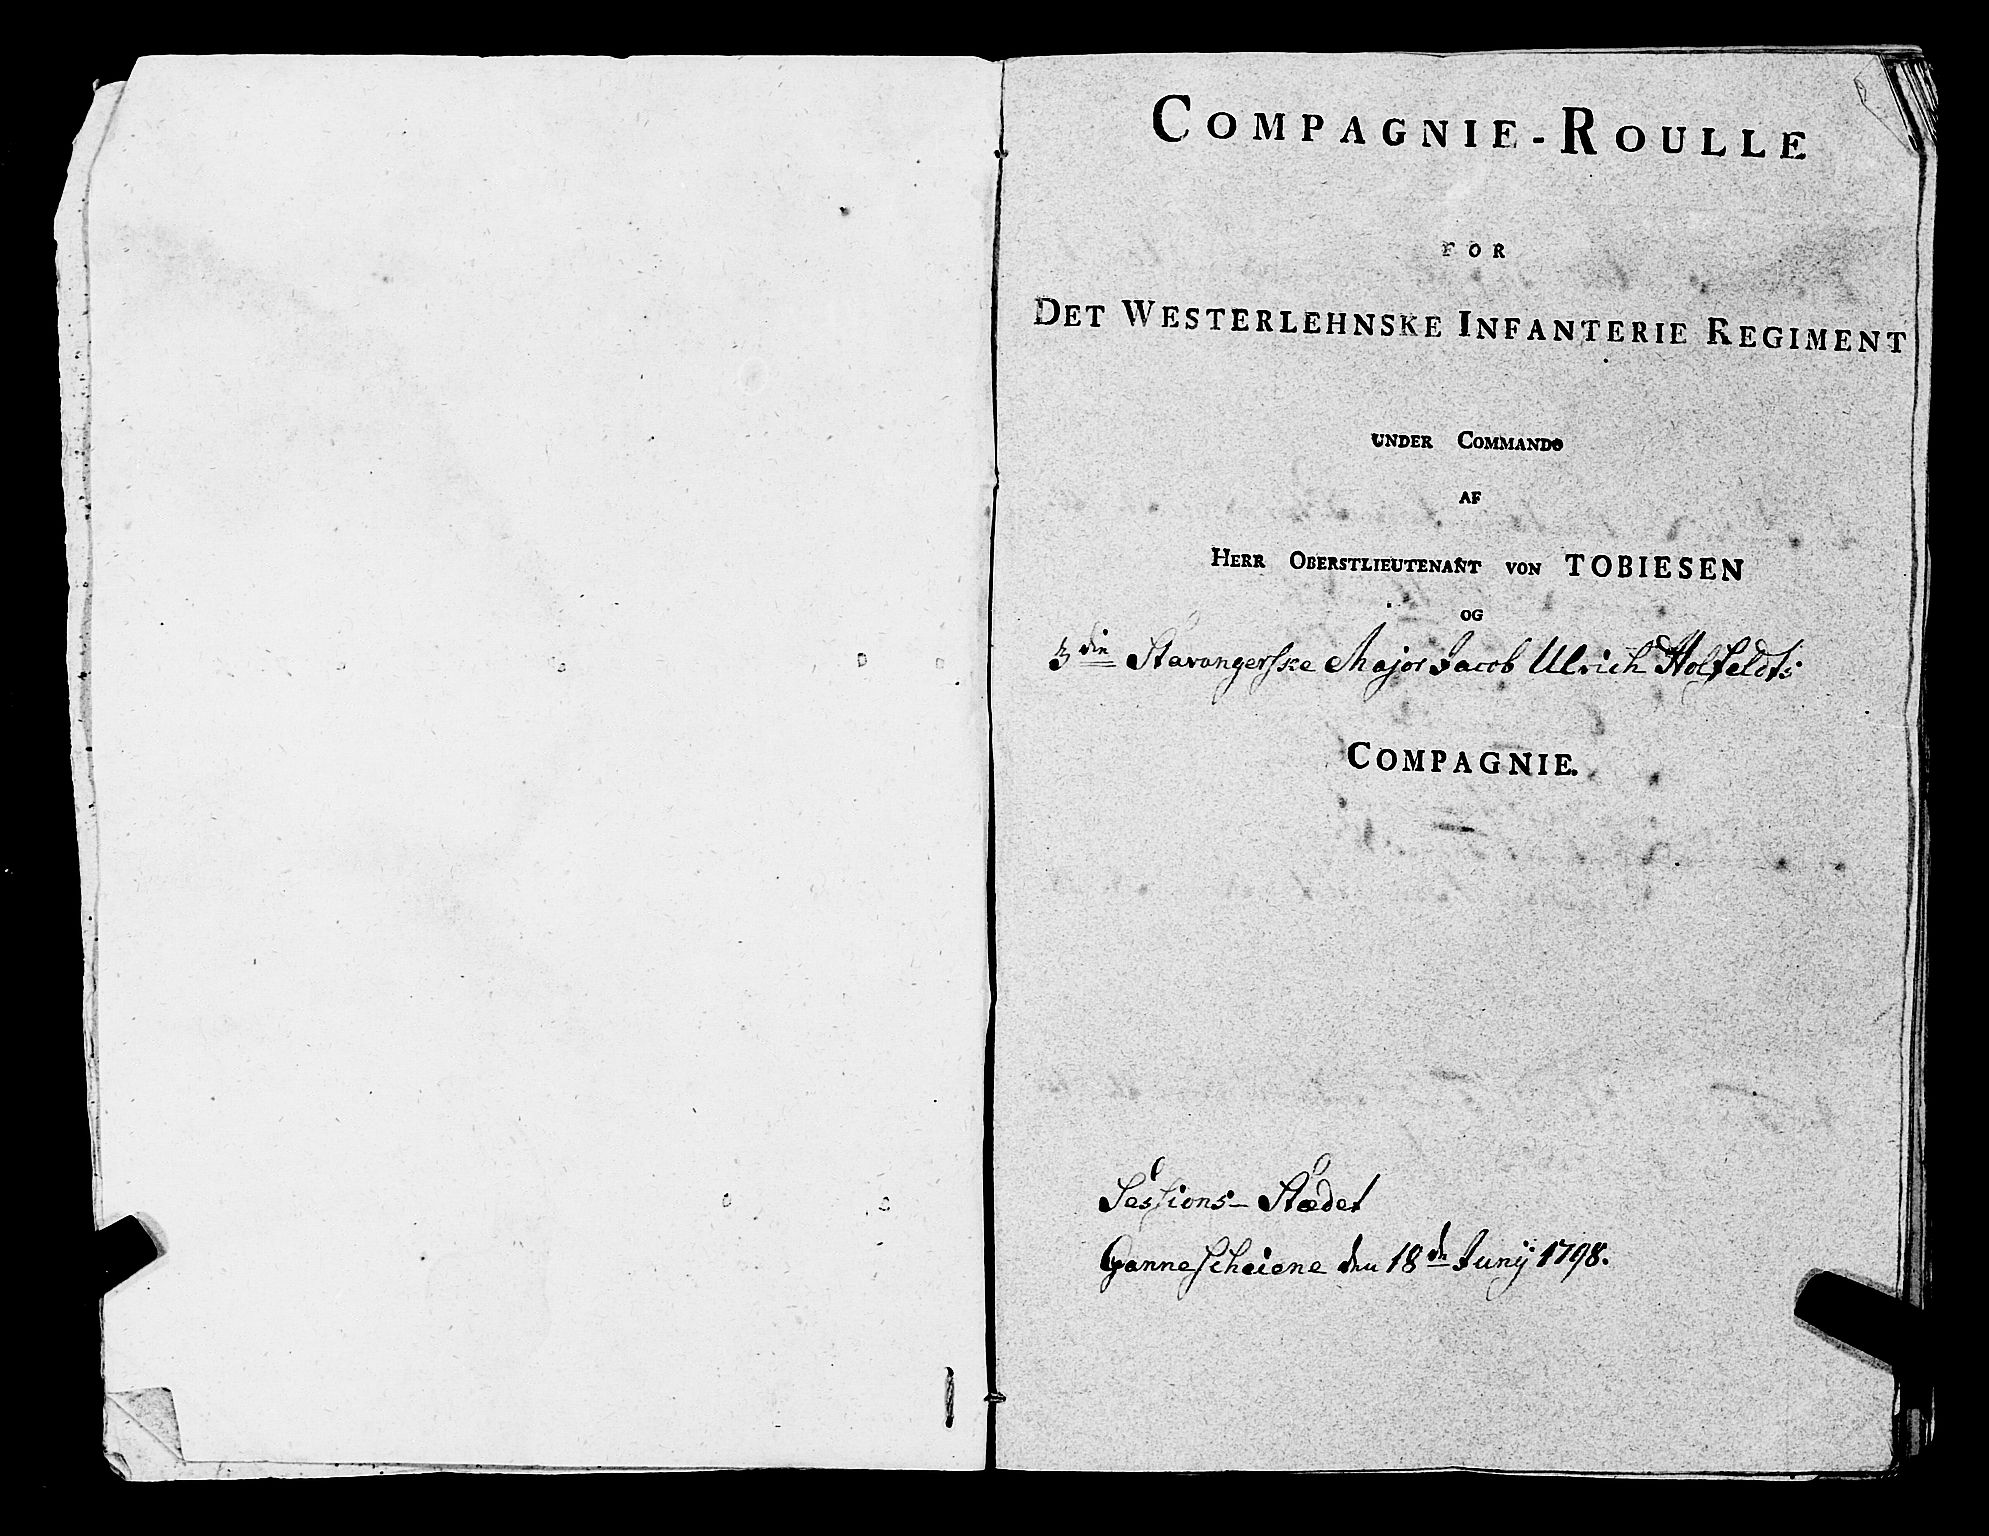 COMPAGNIE-ROULLE
FOR
DET WESTERLEHNSKE INFANTERIE REGIMENT
UNDER COMMANDO
AF
HERR OBERSTLIEUTENANT VON TOBIESEN
OG
3die Stavangerske Major Jacob Ulrich Holfeldts
COMPAGNIE.
Sessions-Stædet
Gannescheiene den 18de Junij 1798.